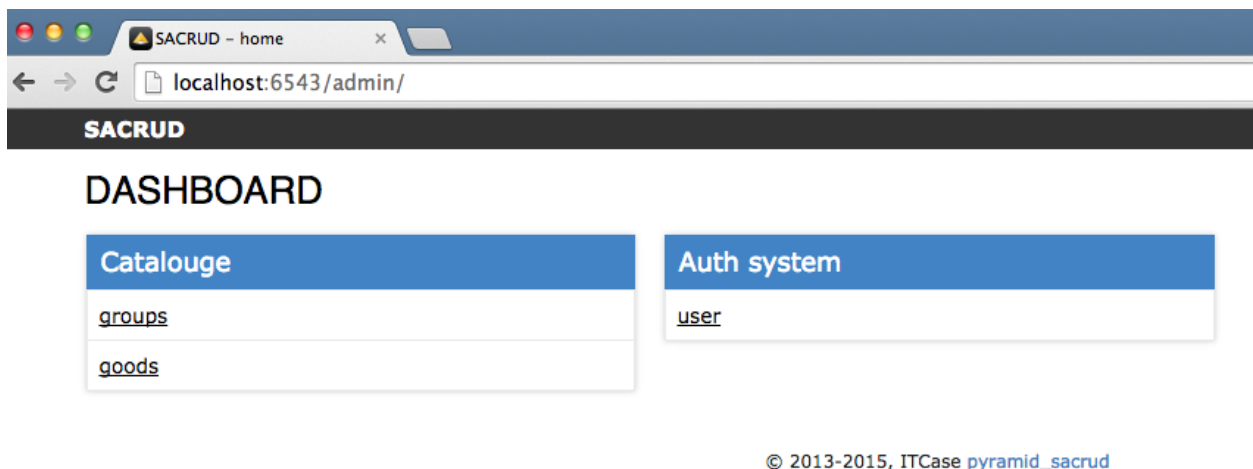 SACRUD – home
localhost:6543/admin/
SACRUD
DASHBOARD
Catalouge
groups
goods
Auth system
user
© 2013-2015, ITCase pyramid_sacrud